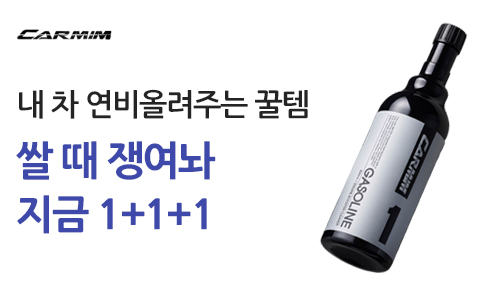 CARMIM
내 차 연비올려주는 꿀템
쌀 때 쟁여놔
지금 1+1+1
CARMIM
GASOLINE
1